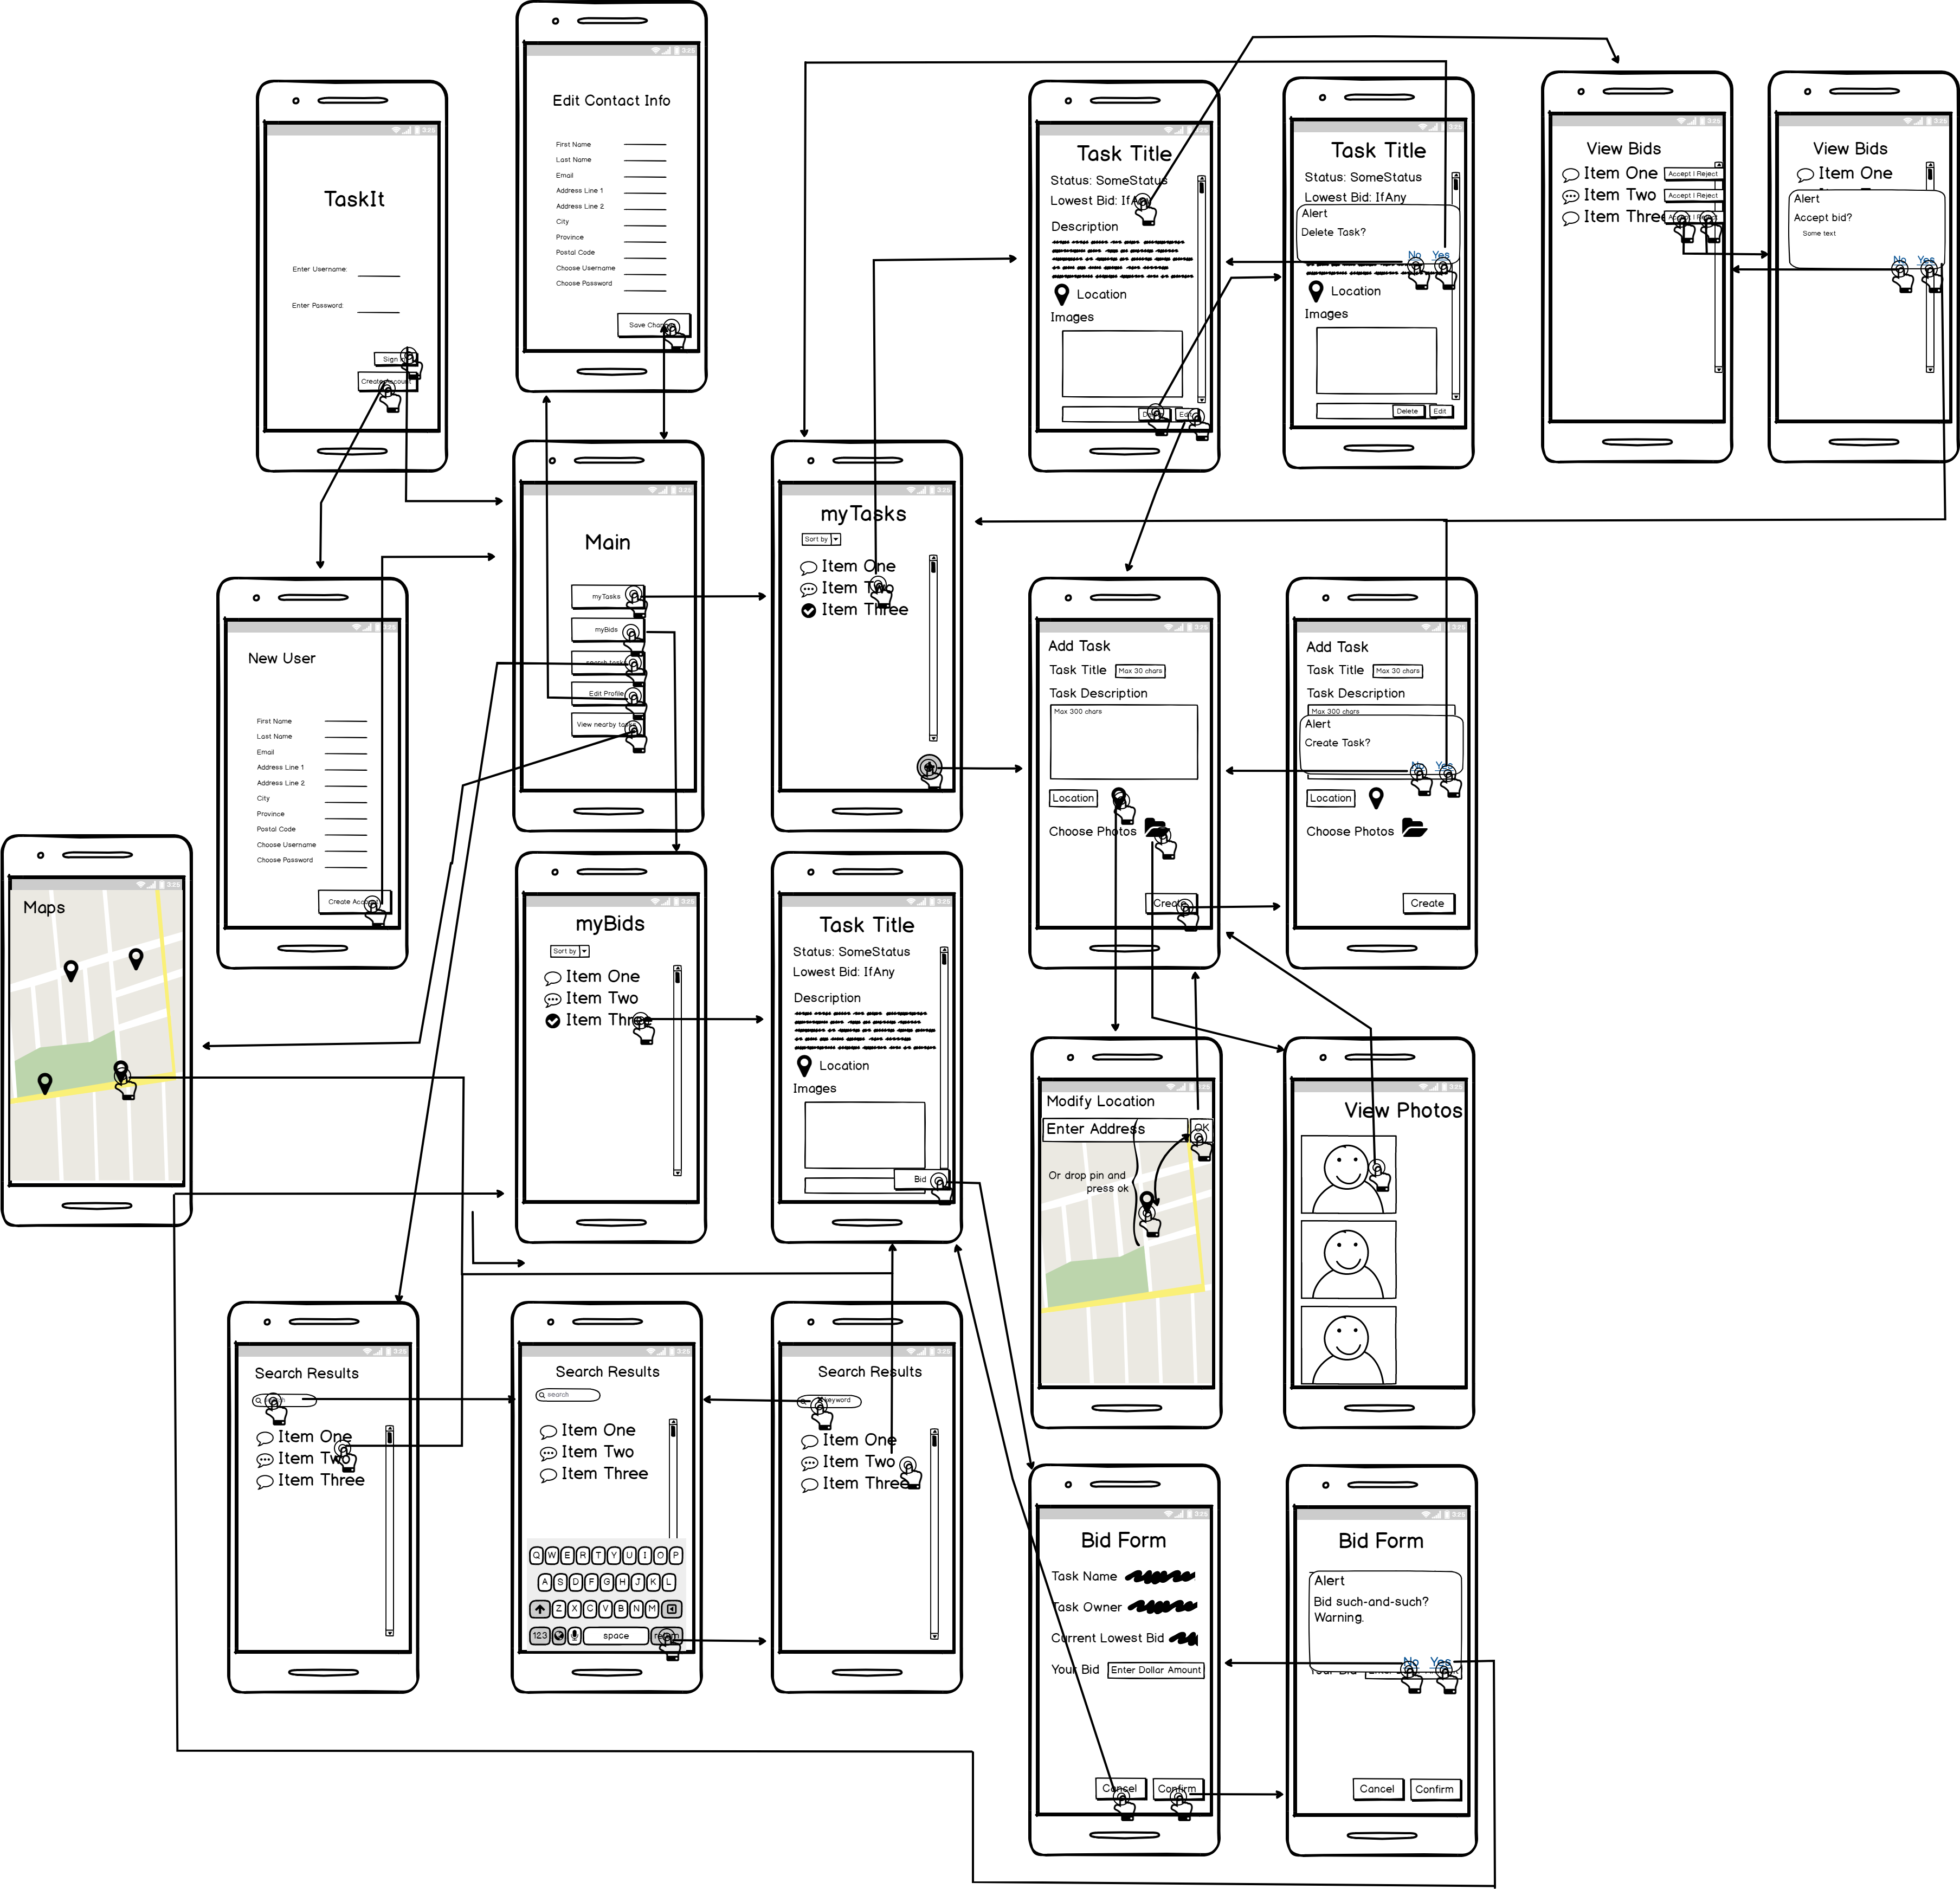 Edit Contact Info
First Name
Last Name
Email
Address Line 1
Address Line 2
City
Province
Postal Code
Choose Username
Choose Password
Save Changes
TaskIt
Enter Username:
Enter Password:
Sign In
Create Account
Task Title
Status: SomeStatus
Lowest Bid: IfAny
Description
Location
Images
Delete
Edit
Task Title
Status: SomeStatus
Lowest Bid: IfAny
Alert
Delete Task?
No Yes
Location
Images
Delete
Edit
View Bids
Item One
Accept | Reject
Item Two
Accept | Reject
Item Three
Accept | Reject
View Bids
Item One
Alert
Accept bid?
Some text
No Yes
Main
myTasks
myBids
search tasks
Edit Profile
View nearby tasks
myTasks
Sort by
Item One
Item Two
Item Three
New User
First Name
Last Name
Email
Address Line 1
Address Line 2
City
Province
Postal Code
Choose Username
Choose Password
Create Account
Add Task
Task Title
Max 30 chars
Task Description
Max 300 chars
Location
Choose Photos
Create
Add Task
Task Title
Max 30 chars
Task Description
Max 300 chars
Alert
Create Task?
No Yes
Location
Choose Photos
Create
Maps
myBids
Sort by
Item One
Item Two
Item Three
Task Title
Status: SomeStatus
Lowest Bid: IfAny
Description
Location
Images
Bid
Modify Location
Enter Address
OK
Or drop pin and
press ok
View Photos
Search Results
Item One
Item Two
Item Three
Search Results
search
Item One
Item Two
Item Three
Q W E R T Y U I O P
A S D F G H J K L
Z X C V B N M
123
space
return
Search Results
keyword
Item One
Item Two
Item Three
Bid Form
Task Name
Task Owner
Current Lowest Bid
Your Bid
Enter Dollar Amount
Cancel
Confirm
Bid Form
Alert
Bid such-and-such?
Warning.
No Yes
Your Bid
Cancel
Confirm